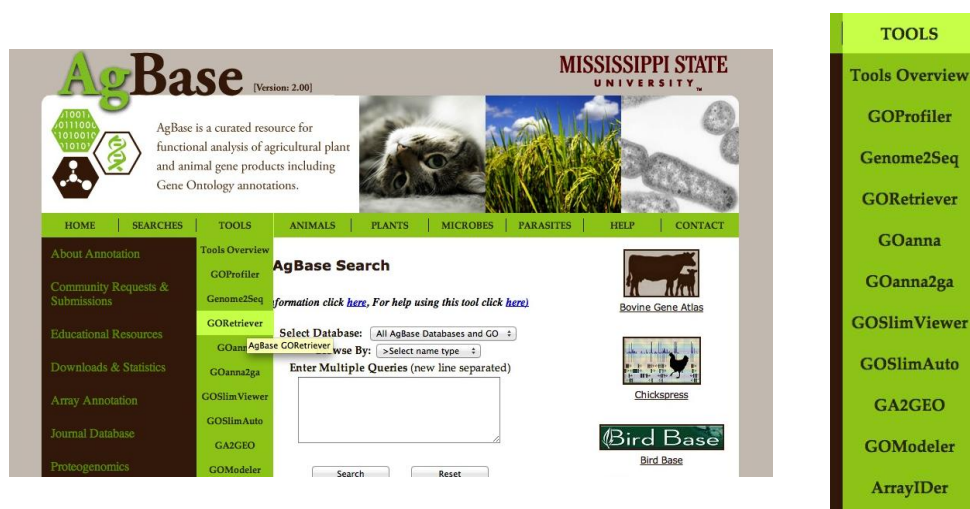 AgBase [Version: 2.00]
MISSISSIPPI STATE
UNIVERSITY™
AgBase is a curated resource for
functional analysis of agricultural plant
and animal gene products including
Gene Ontology annotations.
HOME SEARCHES TOOLS ANIMALS PLANTS MICROBES PARASITES HELP CONTACT
About Annotation
Community Requests &
Submissions
Educational Resources
Downloads & Statistics
Array Annotation
Journal Database
Proteogenomics
Tools Overview
GOProfiler
Genome2Seq
GORetriever
AgBase GORetriever
GOanna2ga
GOSlimViewer
GOSlimAuto
GA2GEO
GOModeler
AgBase Search
formation click here, For help using this tool click here)
Select Database: All AgBase Databases and GO
By: >Select name type
Enter Multiple Queries (new line separated)
Search Reset
Bovine Gene Atlas
Chickspress
Bird Base
Bird Base
TOOLS
Tools Overview
GOProfiler
Genome2Seq
GORetriever
GOanna
GOanna2ga
GOSlimViewer
GOSlimAuto
GA2GEO
GOModeler
ArrayIDer